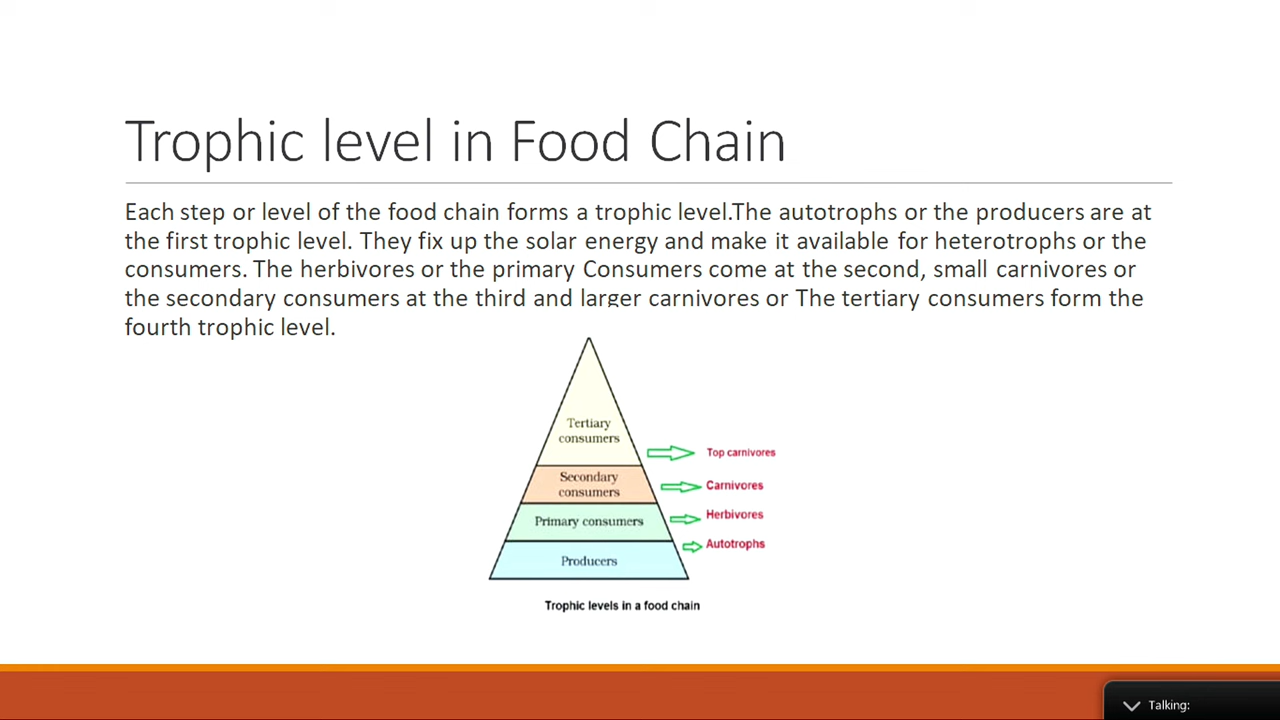 Trophic level in Food Chain
Each step or level of the food chain forms a trophic level.The autotrophs or the producers are at
the first trophic level. They fix up the solar energy and make it available for heterotrophs or the
consumers. The herbivores or the primary Consumers come at the second, small carnivores or
the secondary consumers at the third and larger carnivores or The tertiary consumers form the
fourth trophic level.
Tertiary
consumers
Top carnivores
Secondary
consumers
Carnivores
Primary consumers
Herbivores
Autotrophs
Producers
Trophic levels in a food chain
Talking: